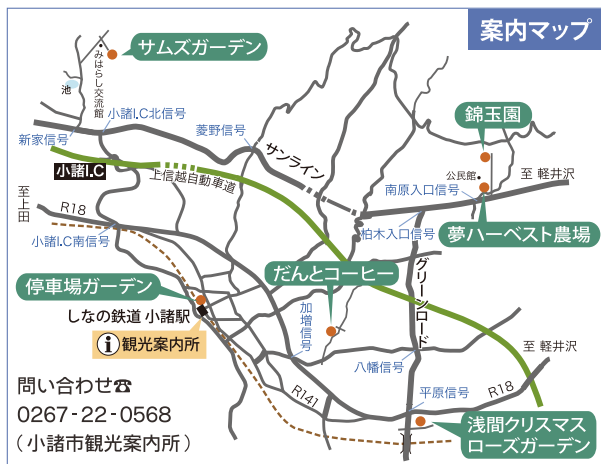 案内マップ
サムズガーデン
みはらし交流館
池
小諸I.C北信号
新家信号
菱野信号
サンライン
錦玉園
公民館
至 軽井沢
南原入口信号
小諸I.C
上信越自動車道
至上田
R18
柏木入口信号
夢ハーベスト農場
小諸I.C南信号
だんとコーヒー
グリーンロード
停車場ガーデン
しなの鉄道 小諸駅
加増信号
観光案内所
八幡信号
至 軽井沢
問い合わせ☎
0267-22-0568
(小諸市観光案内所)
R141
平原信号
R18
浅間クリスマス
ローズガーデン